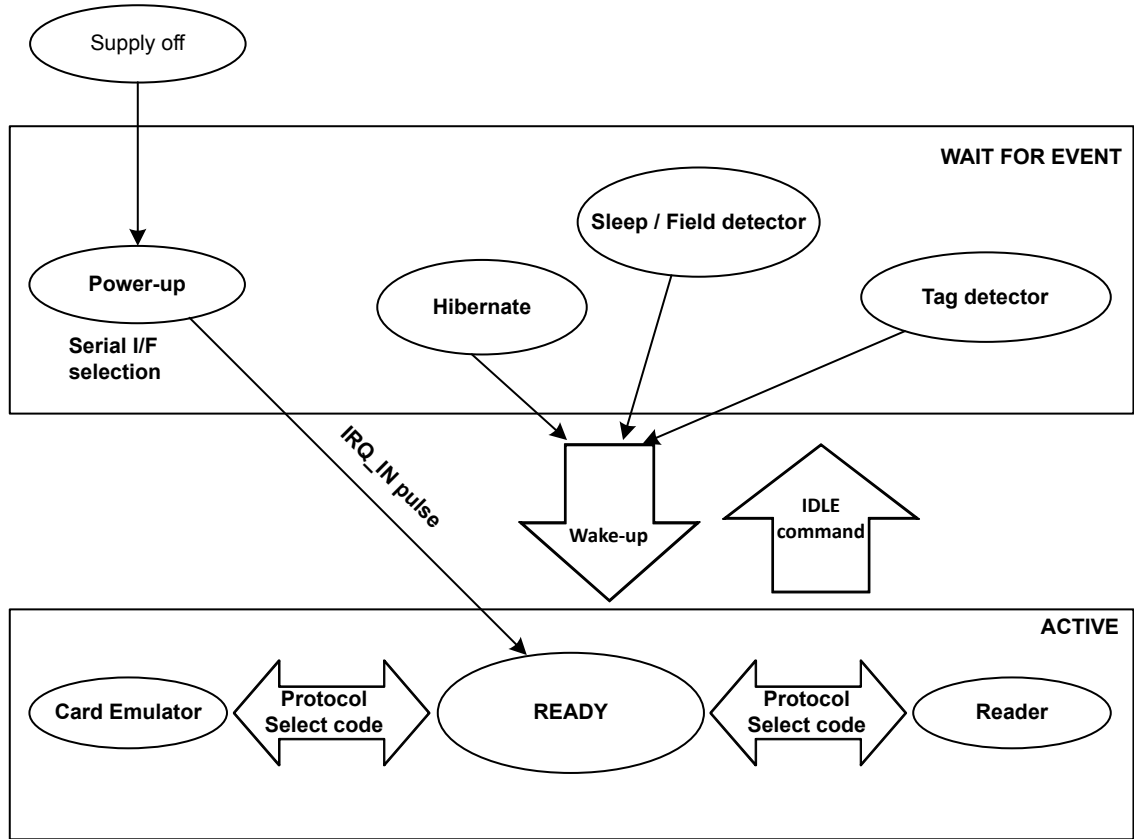 Supply off
WAIT FOR EVENT
Sleep / Field detector
Power-up
Hibernate
Tag detector
Serial I/F
selection
IRQ_IN pulse
Wake-up
IDLE
command
ACTIVE
Card Emulator
Protocol
Select code
READY
Protocol
Select code
Reader